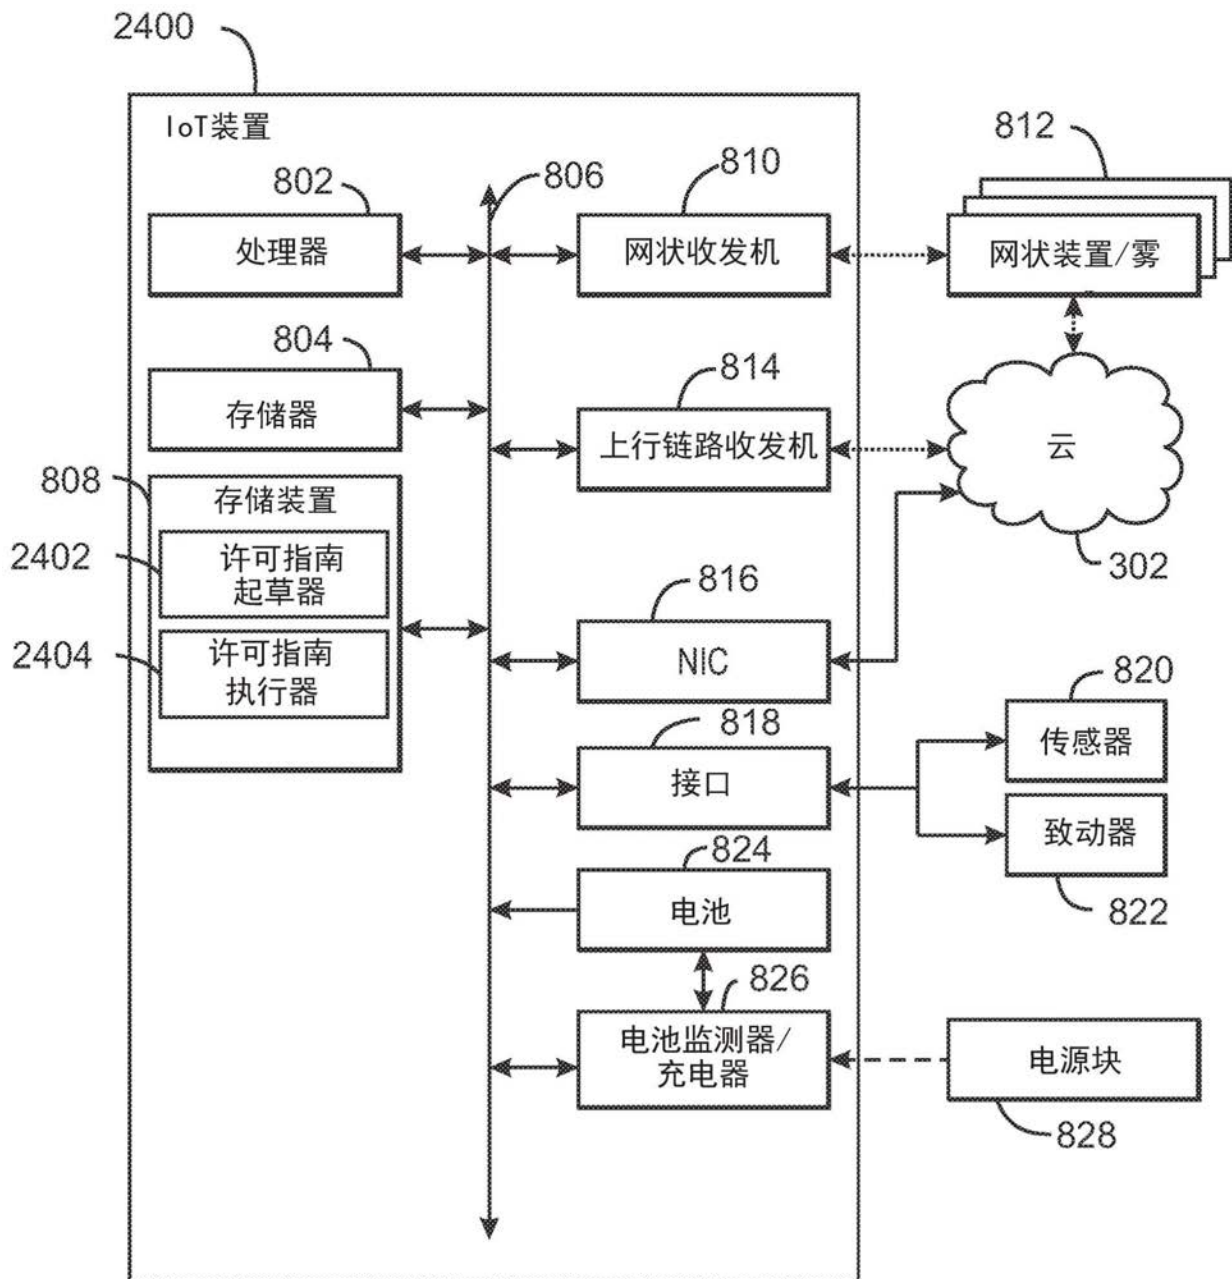 2400
IoT装置
802
处理器
806
810
网状收发机
812
网状装置/雾
804
存储器
814
上行链路收发机
云
302
808
存储装置
2402
许可指南
起草器
2404
许可指南
执行器
816
NIC
818
接口
820
传感器
致动器
822
824
电池
826
电池监测器/
充电器
电源块
828